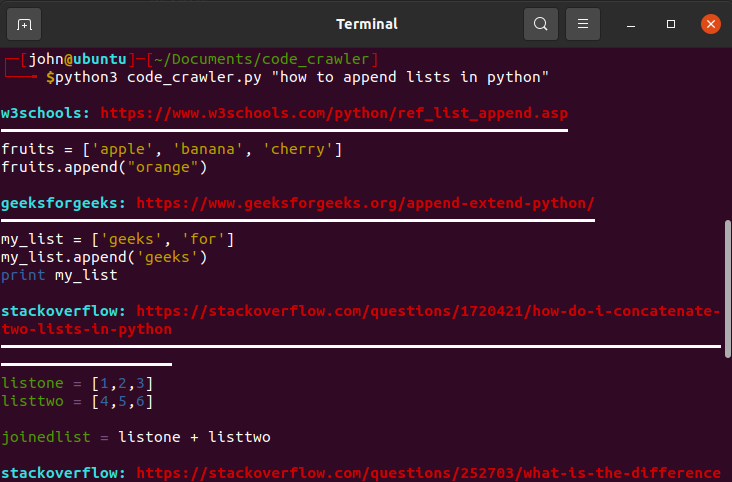 Terminal
┌─[john@ubuntu]─[~/Documents/code_crawler]
└──╼ $python3 code_crawler.py "how to append lists in python"
w3schools: https://www.w3schools.com/python/ref_list_append.asp
fruits = ['apple', 'banana', 'cherry']
fruits.append("orange")
geeksforgeeks: https://www.geeksforgeeks.org/append-extend-python/
my_list = ['geeks', 'for']
my_list.append('geeks')
print my_list
stackoverflow: https://stackoverflow.com/questions/1720421/how-do-i-concatenate-
two-lists-in-python
listone = [1,2,3]
listtwo = [4,5,6]
joinedlist = listone + listtwo
stackoverflow: https://stackoverflow.com/questions/252703/what-is-the-difference